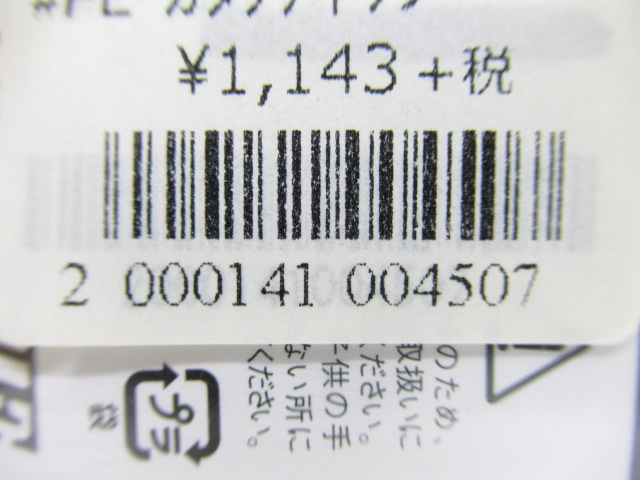 ¥1,143+税
2 000141 004507
のため、
取扱いに
ください。
供の手
ない所に
ください。
プラ